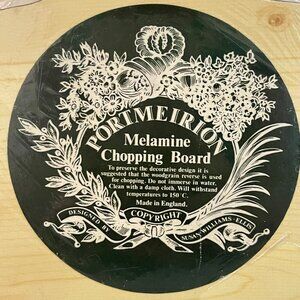 PORTMEIRION
Melamine
Chopping Board
To preserve the decorative design it is
suggested that the woodgrain reverse is used
for chopping. Do not immerse in water.
Clean with a damp cloth. Will withstand
temperatures to 150°C.
Made in England.
COPYRIGHT
DESIGNED BY
SUSAN WILLIAMS-ELLIS